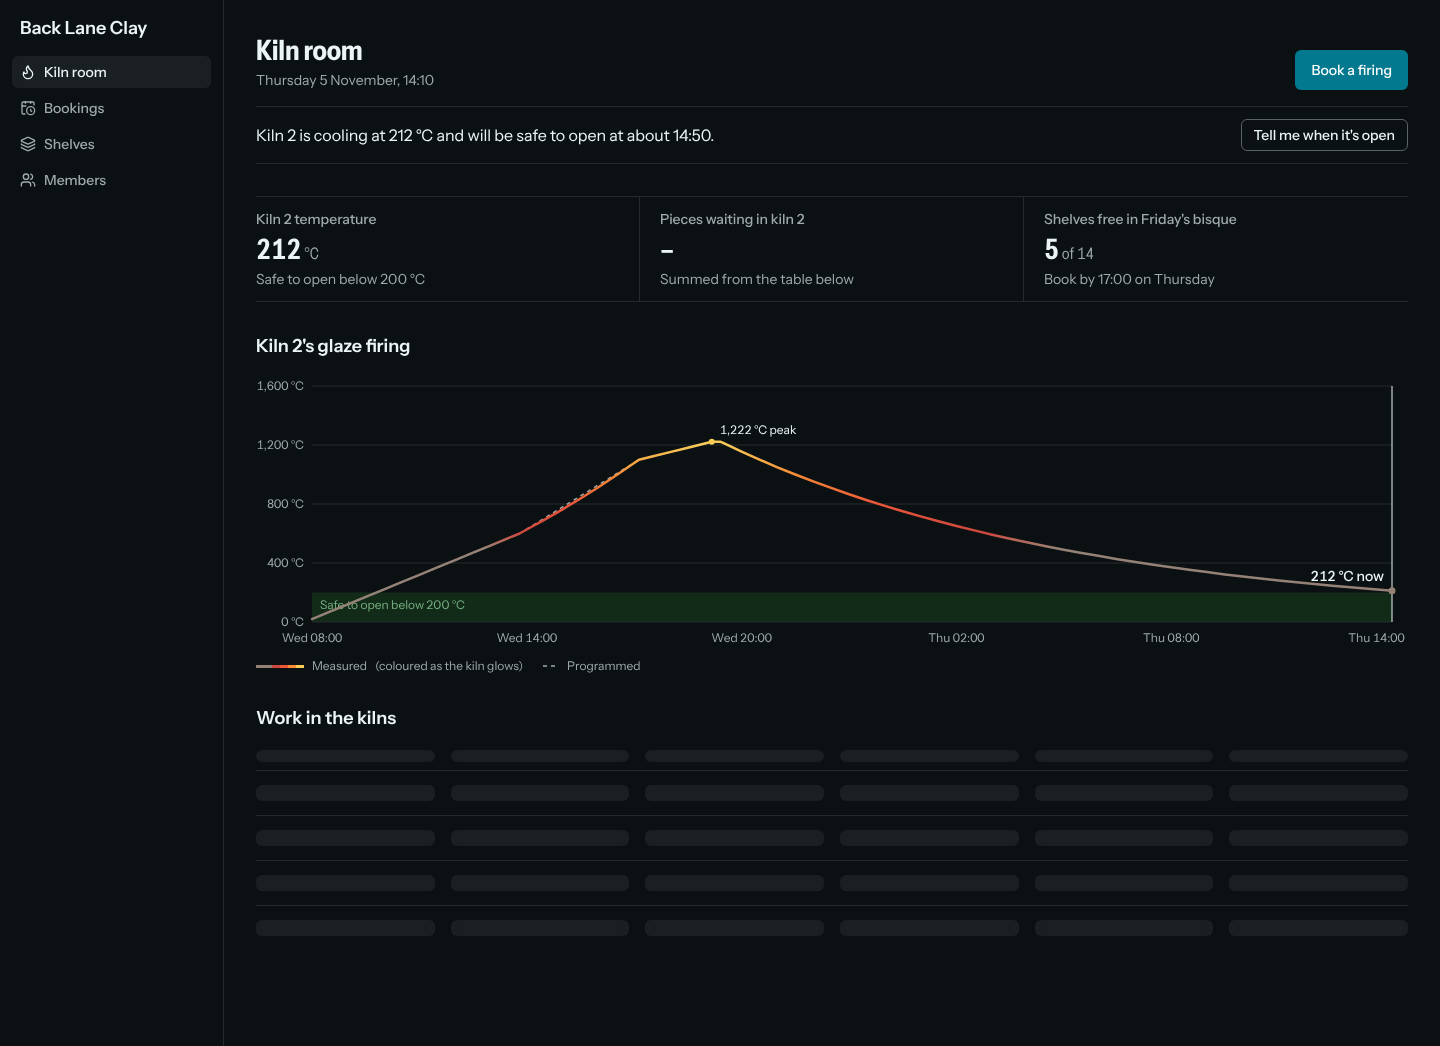 Back Lane Clay
Kiln room
Bookings
Shelves
Members
Kiln room
Thursday 5 November, 14:10
Book a firing
Kiln 2 is cooling at 212 °C and will be safe to open at about 14:50.
Tell me when it's open
Kiln 2 temperature
212 °C
Safe to open below 200 °C
Pieces waiting in kiln 2
–
Summed from the table below
Shelves free in Friday's bisque
5 of 14
Book by 17:00 on Thursday
Kiln 2's glaze firing
1,600 °C
1,200 °C
800 °C
400 °C
0 °C
1,222 °C peak
212 °C now
Safe to open below 200 °C
Wed 08:00
Wed 14:00
Wed 20:00
Thu 02:00
Thu 08:00
Thu 14:00
Measured (coloured as the kiln glows)
Programmed
Work in the kilns